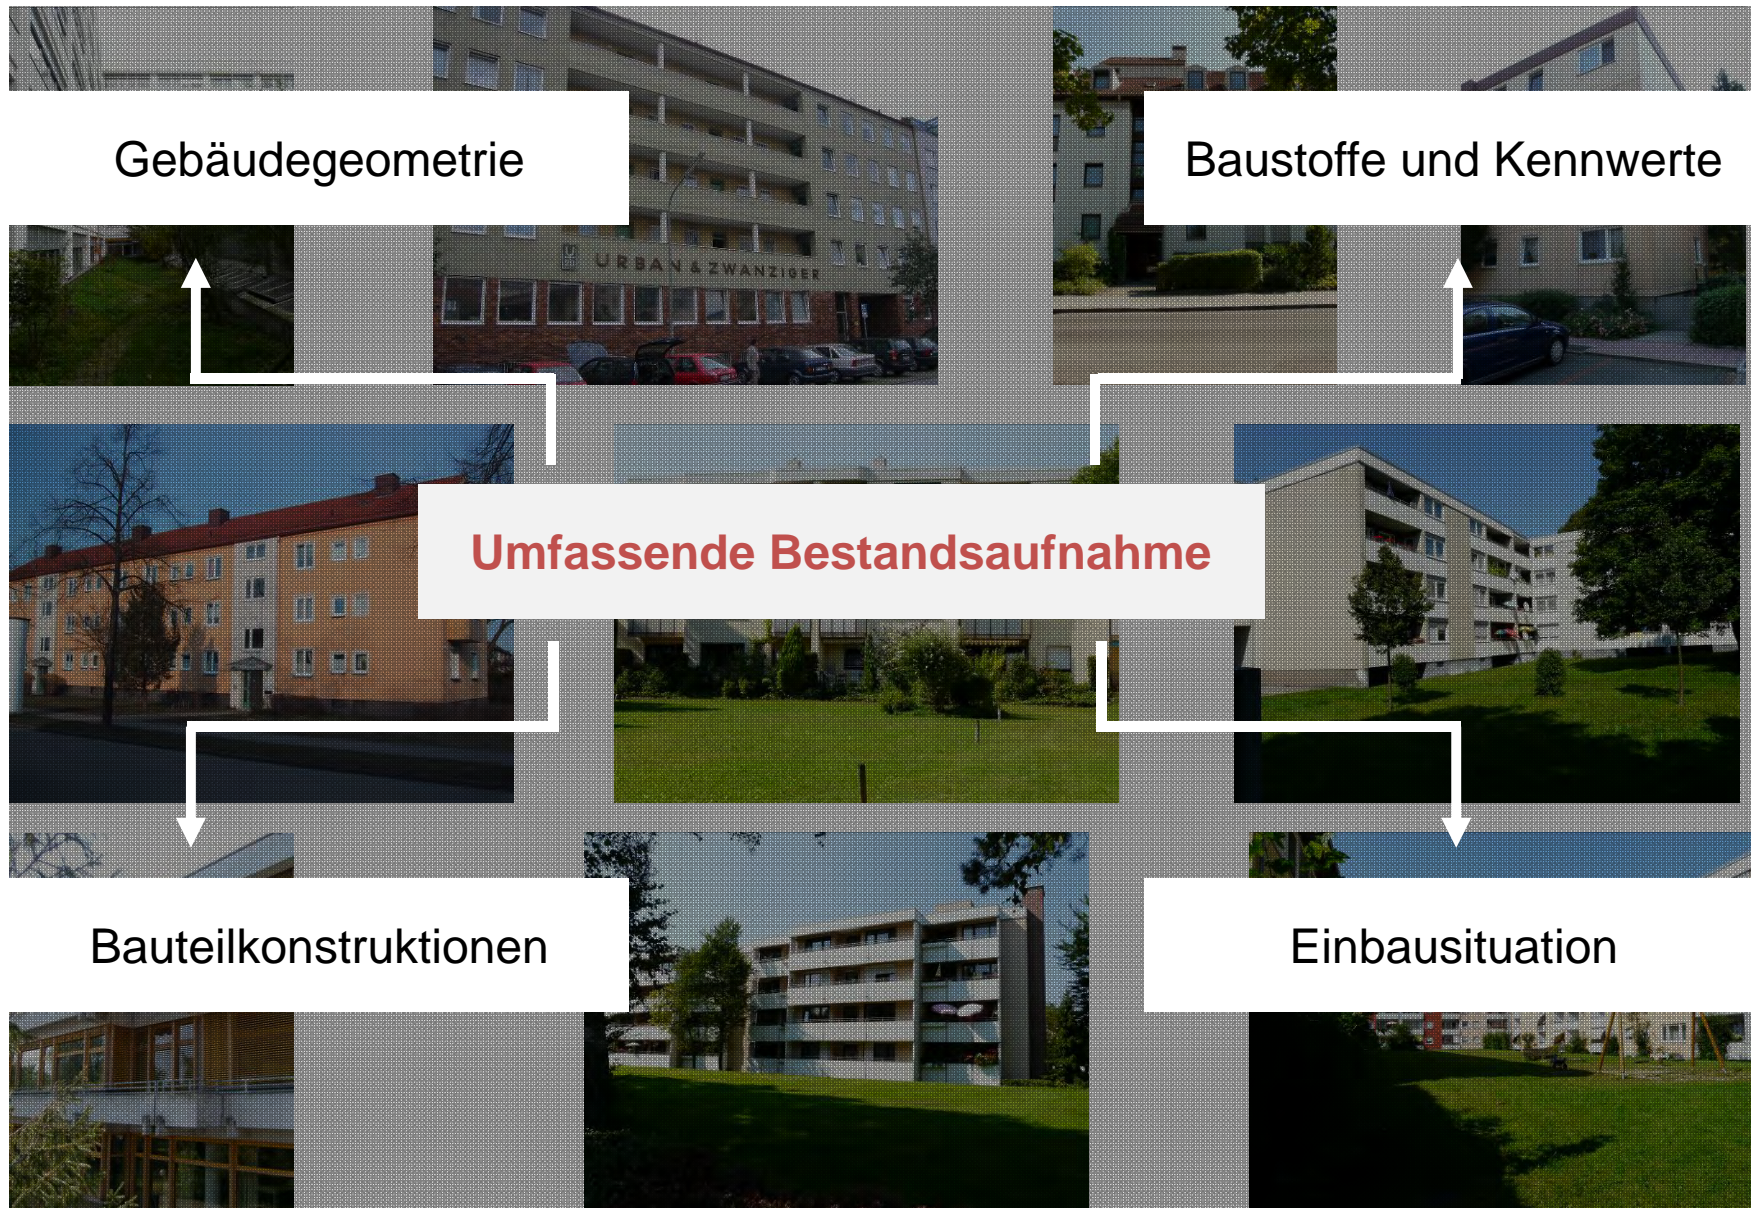 Gebäudegeometrie
Baustoffe und Kennwerte
URBAN & ZWANZIGER
Umfassende Bestandsaufnahme
Bauteilkonstruktionen
Einbausituation